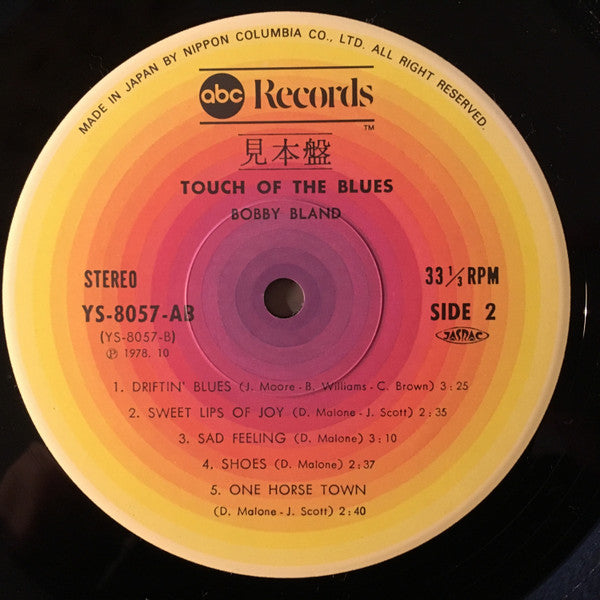 MADE IN JAPAN BY NIPPON COLUMBIA CO., LTD. ALL RIGHT RESERVED.
abc Records
TM
見本盤
TOUCH OF THE BLUES
BOBBY BLAND
STEREO
33 1/3 RPM
YS-8057-AB
SIDE 2
(YS-8057-B)
JASRAC
Ⓟ 1978. 10
1. DRIFTIN' BLUES (J. Moore - B. Williams - C. Brown) 3:25
2. SWEET LIPS OF JOY (D. Malone - J. Scott) 2:35
3. SAD FEELING (D. Malone) 3:10
4. SHOES (D. Malone) 2:37
5. ONE HORSE TOWN
(D. Malone - J. Scott) 2:40